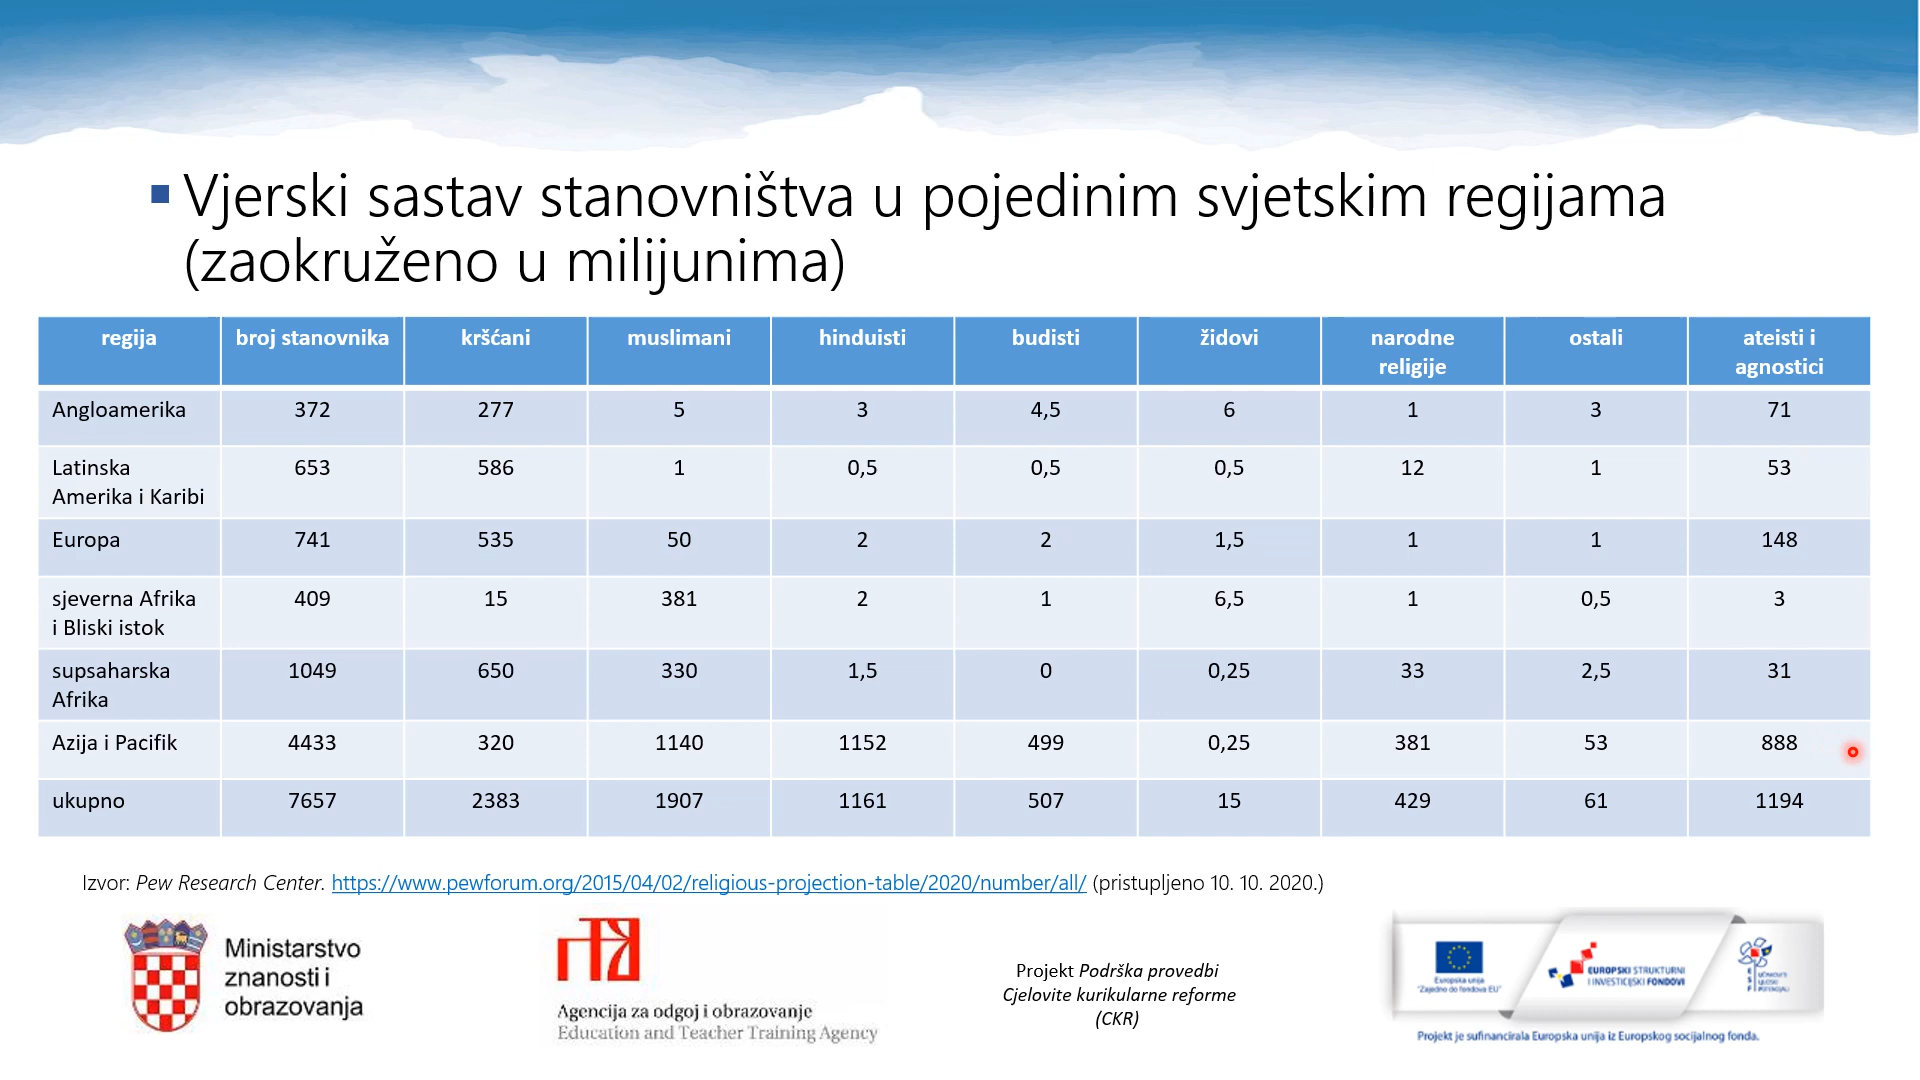 Vjerski sastav stanovništva u pojedinim svjetskim regijama
(zaokruženo u milijunima)
regija broj stanovnika kršćani muslimani hinduisti budisti židovi narodne religije ostali ateisti i agnostici
Angloamerika 372 277 5 3 4,5 6 1 3 71
Latinska Amerika i Karibi 653 586 1 0,5 0,5 0,5 12 1 53
Europa 741 535 50 2 2 1,5 1 1 148
sjeverna Afrika i Bliski istok 409 15 381 2 1 6,5 1 0,5 3
supsaharska Afrika 1049 650 330 1,5 0 0,25 33 2,5 31
Azija i Pacifik 4433 320 1140 1152 499 0,25 381 53 888
ukupno 7657 2383 1907 1161 507 15 429 61 1194
Izvor: Pew Research Center. https://www.pewforum.org/2015/04/02/religious-projection-table/2020/number/all/ (pristupljeno 10. 10. 2020.)
Ministarstvo
znanosti i
obrazovanja
Agencija za odgoj i obrazovanje
Education and Teacher Training Agency
Projekt Podrška provedbi
Cjelovite kurikularne reforme
(CKR)
Europska unija
"Zajedno do fondova EU"
EUROPSKI STRUKTURNI
I INVESTICIJSKI FONDOVI
Projekt je sufinancirala Europska unija iz Europskog socijalnog fonda.